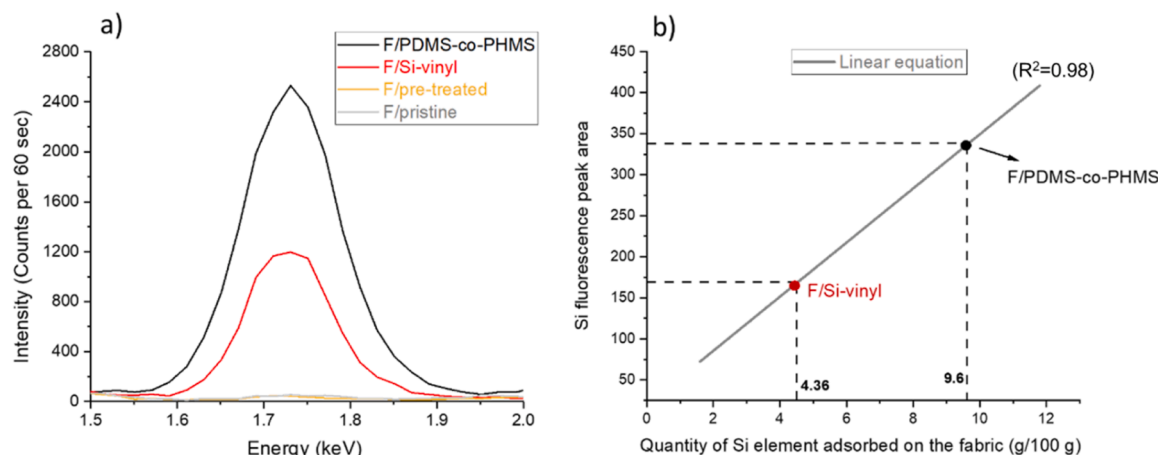 a)
2800
2400
2000
1600
1200
800
400
0
Intensity (Counts per 60 sec)
F/PDMS-co-PHMS
F/Si-vinyl
F/pre-treated
F/pristine
1.5
1.6
1.7
1.8
1.9
2.0
Energy (keV)
b)
450
400
350
300
250
200
150
100
50
Si fluorescence peak area
Linear equation
(R²=0.98)
F/PDMS-co-PHMS
F/Si-vinyl
4.36
9.6
0
2
4
6
8
10
12
Quantity of Si element adsorbed on the fabric (g/100 g)